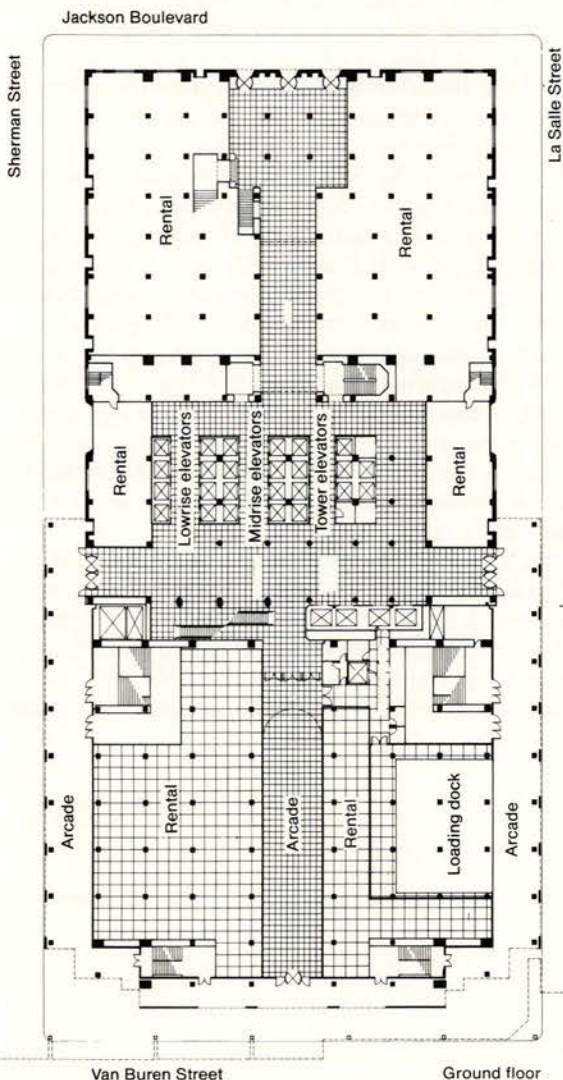 Jackson Boulevard
Sherman Street
La Salle Street
Rental
Rental
Rental
Lowrise elevators
Midrise elevators
Tower elevators
Rental
Arcade
Rental
Arcade
Rental
Loading dock
Arcade
Van Buren Street
Ground floor